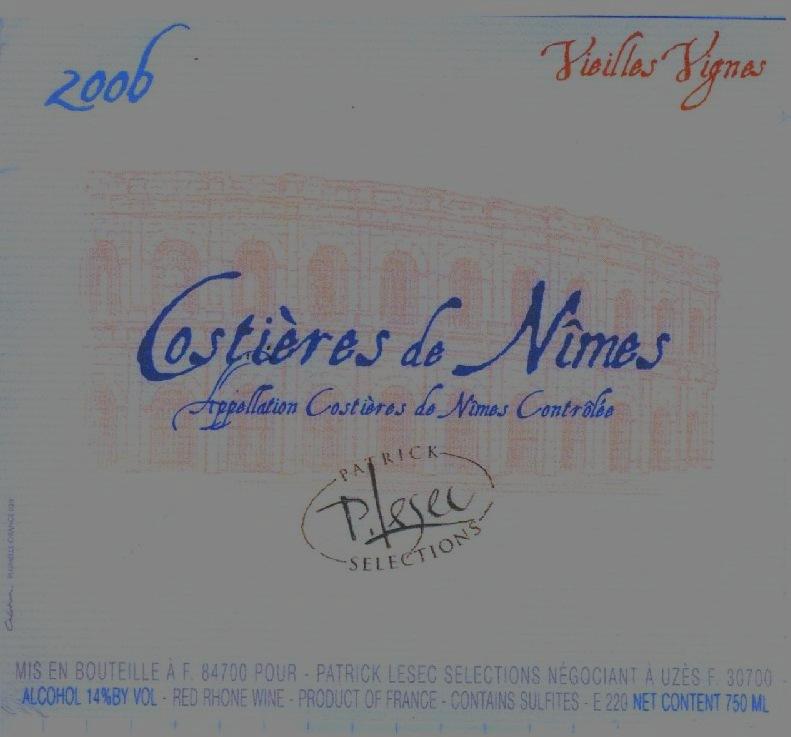 2006
Vieilles Vignes
Costières de Nîmes
Appellation Costières de Nîmes Contrôlée
PATRICK
P. Lesec
SELECTIONS
MIS EN BOUTEILLE À F. 84700 POUR - PATRICK LESEC SELECTIONS NÉGOCIANT À UZÈS F. 30700 -
ALCOHOL 14%BY VOL - RED RHONE WINE - PRODUCT OF FRANCE - CONTAINS SULFITES - E 220 NET CONTENT 750 ML